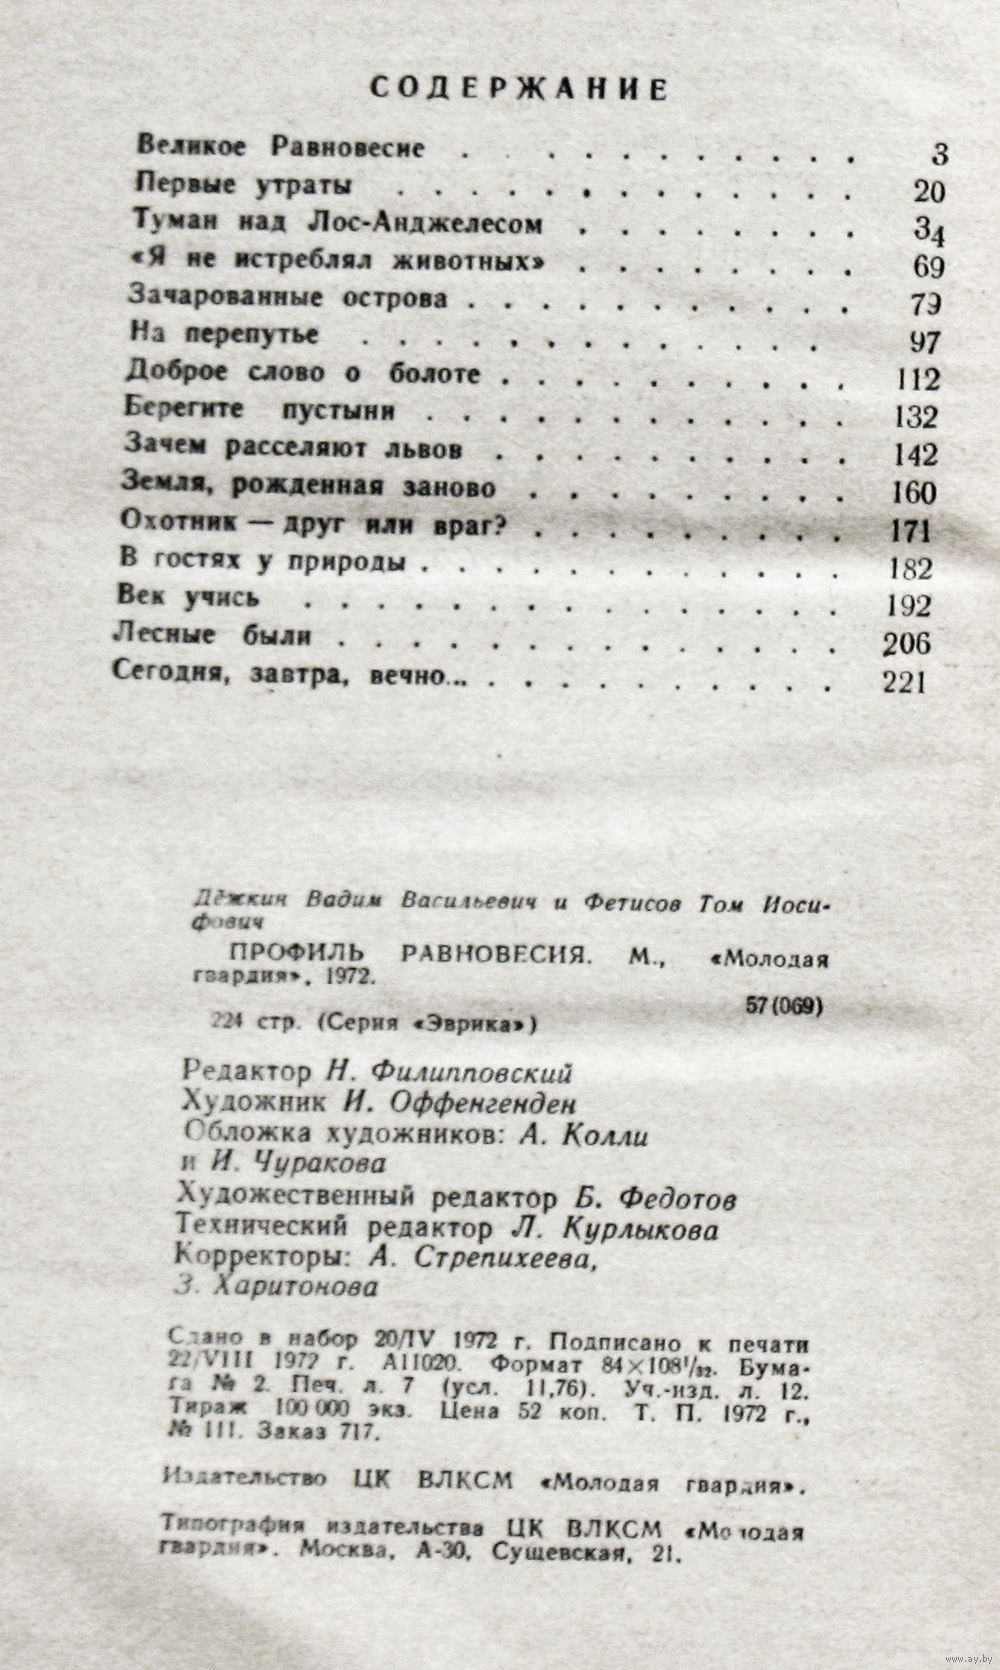 СОДЕРЖАНИЕ
Великое Равновесие . . . . . . . . . . . 3
Первые утраты . . . . . . . . . . . . . 20
Туман над Лос-Анджелесом . . . . . . . . 34
«Я не истреблял животных» . . . . . . . . 69
Зачарованные острова . . . . . . . . . . . 79
На перепутье . . . . . . . . . . . . . 97
Доброе слово о болоте . . . . . . . . . . 112
Берегите пустыни . . . . . . . . . . . . 132
Зачем расселяют львов . . . . . . . . . . 142
Земля, рожденная заново . . . . . . . . . 160
Охотник — друг или враг? . . . . . . . . . 171
В гостях у природы . . . . . . . . . . . . 182
Век учись . . . . . . . . . . . . . . . 192
Лесные были . . . . . . . . . . . . . . 206
Сегодня, завтра, вечно... . . . . . . . . . . 221
Дёжкин Вадим Васильевич и Фетисов Том Иоси-
фович
ПРОФИЛЬ РАВНОВЕСИЯ. М., «Молодая
гвардия», 1972.
57(069)
224 стр. (Серия «Эврика»)
Редактор Н. Филипповский
Художник И. Оффенгенден
Обложка художников: А. Колли
и И. Чуракова
Художественный редактор Б. Федотов
Технический редактор Л. Курлыкова
Корректоры: А. Стрепихеева,
З. Харитонова
Сдано в набор 20/IV 1972 г. Подписано к печати
22/VIII 1972 г. А11020. Формат 84×108¹/₃₂. Бума-
га № 2. Печ. л. 7 (усл. 11,76). Уч.-изд. л. 12.
Тираж 100 000 экз. Цена 52 коп. Т. П. 1972 г.,
№ 111. Заказ 717.
Издательство ЦК ВЛКСМ «Молодая гвардия».
Типография издательства ЦК ВЛКСМ «Молодая
гвардия». Москва, А-30, Сущевская, 21.
www.ay.by